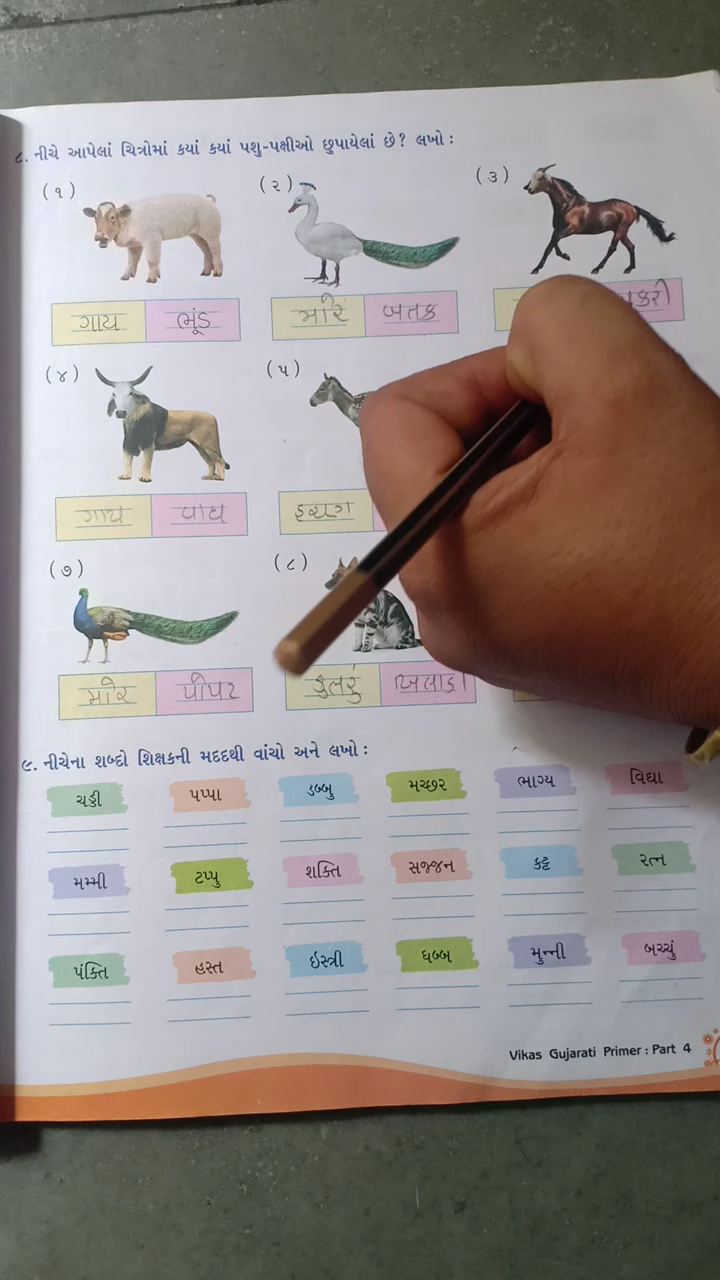 ૮. નીચે આપેલાં ચિત્રોમાં કયાં કયાં પશુ-પક્ષીઓ છુપાયેલાં છે? લખો :
(૧) (૨) (૩)
ગાય ભૂંડ મોર બતક
(૪) (૫)
ગાય વાઘ હરણ
(૭) (૮)
મોર પોપટ કુતરું બિલાડી
૯. નીચેના શબ્દો શિક્ષકની મદદથી વાંચો અને લખો :
ચડ્ડી પપ્પા ડબ્બુ મચ્છર ભાગ્ય વિદ્યા
મમ્મી ટપ્પુ શક્તિ સજ્જન કટ્ટ રત્ન
પંક્તિ હસ્ત ઇસ્ત્રી ધબ્બ મુન્ની બચ્ચું
Vikas Gujarati Primer : Part 4